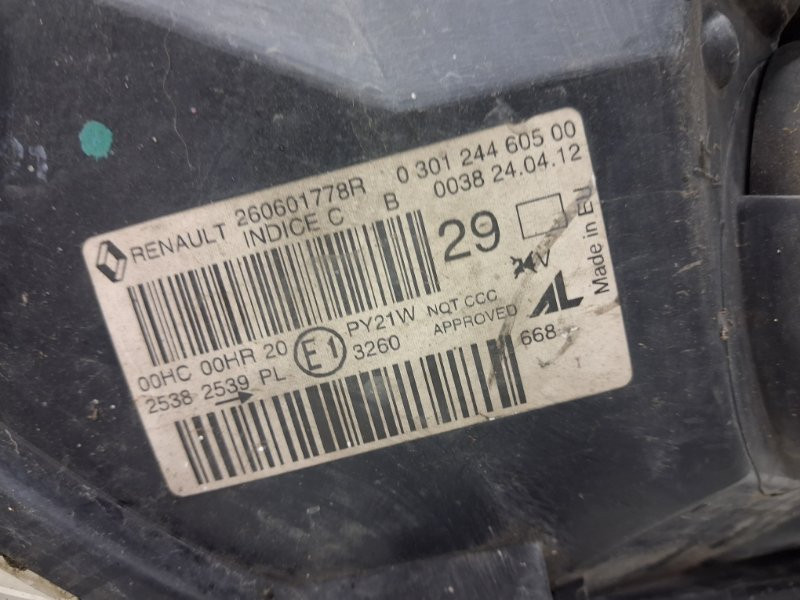 RENAULT 260601778R 0 301 244 605 00
INDICE C B 0038 24.04.12
29
Made in EU
AL
00HC 00HR 20 E1 PY21W NOT CCC
2538 2539 PL 3260 APPROVED
668